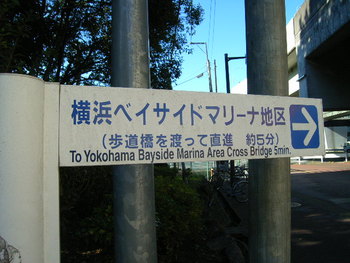 横浜ベイサイドマリーナ地区
(歩道橋を渡って直進 約5分)
To Yokohama Bayside Marina Area Cross Bridge 5min.